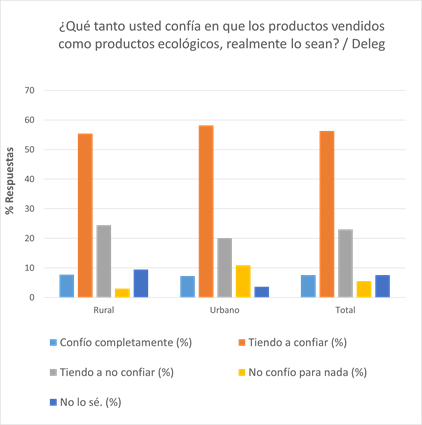 ¿Qué tanto usted confía en que los productos vendidos
como productos ecológicos, realmente lo sean? / Deleg
% Respuestas
70
60
50
40
30
20
10
0
Rural
Urbano
Total
Confío completamente (%)
Tiendo a confiar (%)
Tiendo a no confiar (%)
No confío para nada (%)
No lo sé. (%)